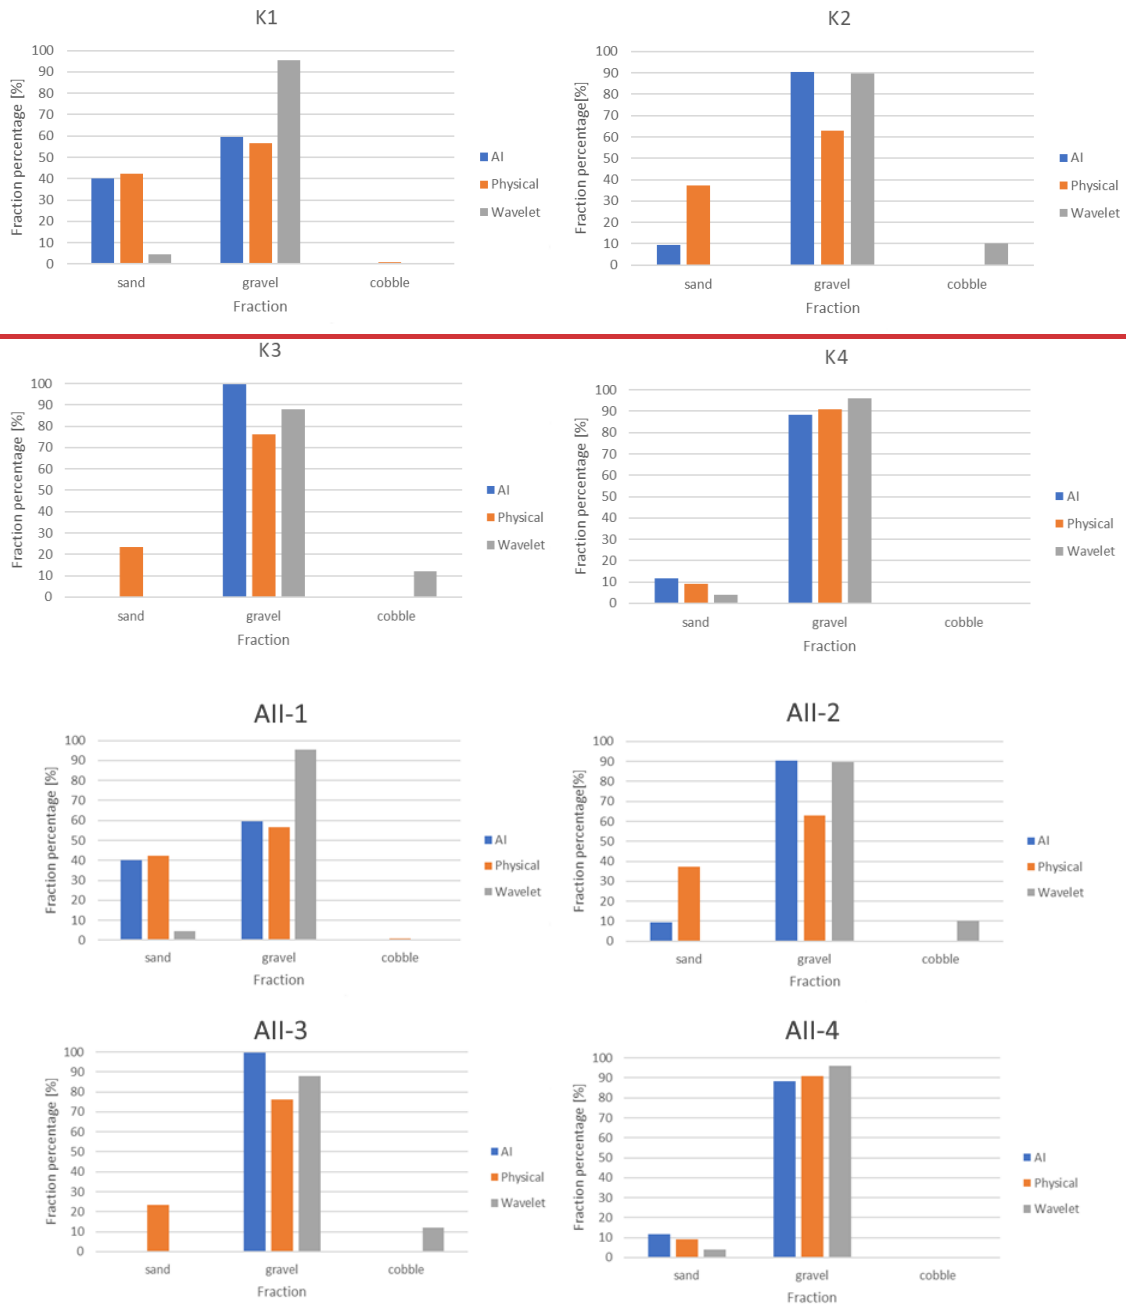 K1
Fraction percentage [%]
100
90
80
70
60
50
40
30
20
10
0
sand gravel cobble
Fraction
AI
Physical
Wavelet
K2
Fraction percentage[%]
100
90
80
70
60
50
40
30
20
10
0
sand gravel cobble
Fraction
AI
Physical
Wavelet
K3
Fraction percentage [%]
100
90
80
70
60
50
40
30
20
10
0
sand gravel cobble
Fraction
AI
Physical
Wavelet
K4
Fraction percentage [%]
100
90
80
70
60
50
40
30
20
10
0
sand gravel cobble
Fraction
AI
Physical
Wavelet
AII-1
Fraction percentage [%]
100
90
80
70
60
50
40
30
20
10
0
sand gravel cobble
Fraction
AI
Physical
Wavelet
AII-2
Fraction percentage[%]
100
90
80
70
60
50
40
30
20
10
0
sand gravel cobble
Fraction
AI
Physical
Wavelet
AII-3
Fraction percentage [%]
100
90
80
70
60
50
40
30
20
10
0
sand gravel cobble
Fraction
AI
Physical
Wavelet
AII-4
Fraction percentage [%]
100
90
80
70
60
50
40
30
20
10
0
sand gravel cobble
Fraction
AI
Physical
Wavelet